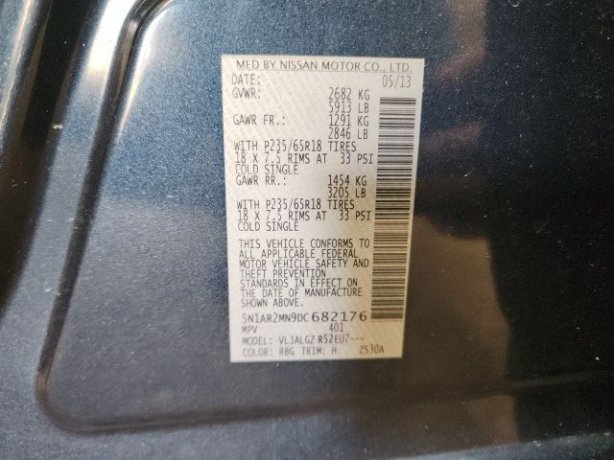 MFD BY NISSAN MOTOR CO., LTD.
DATE: 05/13
GVWR: 2682 KG
5913 LB
GAWR FR.: 1291 KG
2846 LB
WITH P235/65R18 TIRES
18 X 7.5 RIMS AT 33 PSI
COLD SINGLE
GAWR RR.: 1454 KG
3205 LB
WITH P235/65R18 TIRES
18 X 7.5 RIMS AT 33 PSI
COLD SINGLE
THIS VEHICLE CONFORMS TO
ALL APPLICABLE FEDERAL
MOTOR VEHICLE SAFETY AND
THEFT PREVENTION
STANDARDS IN EFFECT ON
THE DATE OF MANUFACTURE
SHOWN ABOVE.
5N1AR2MN9DC682176
MPV 401
MODEL: VL3ALGZ R52EU7---
COLOR: RBG TRIM: H 2530A